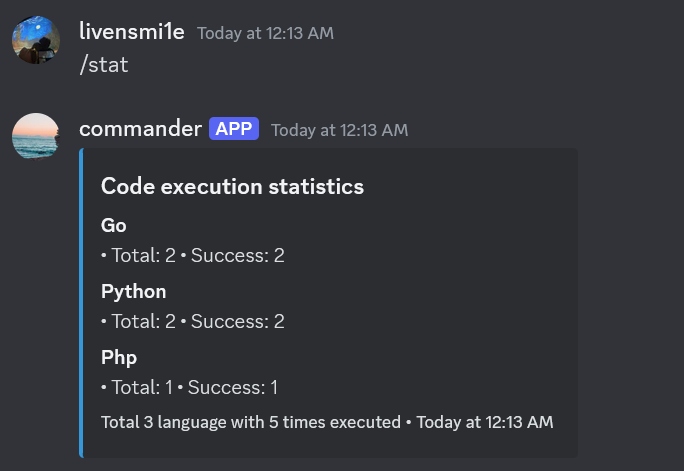 livensmi1e Today at 12:13 AM
/stat
commander APP Today at 12:13 AM
Code execution statistics
Go
• Total: 2 • Success: 2
Python
• Total: 2 • Success: 2
Php
• Total: 1 • Success: 1
Total 3 language with 5 times executed • Today at 12:13 AM